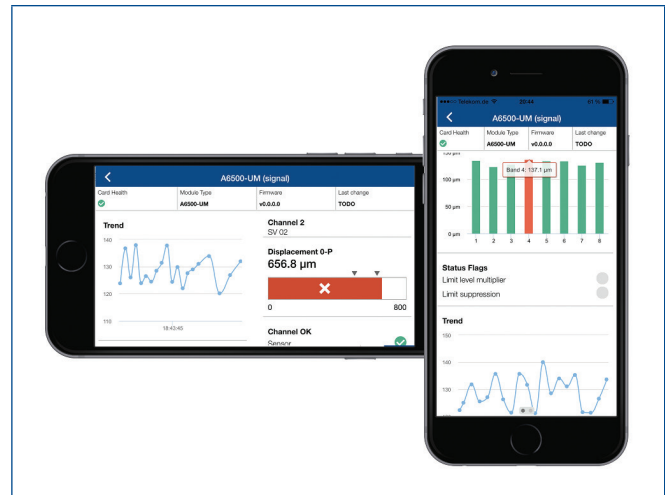 A6500-UM (signal)
Card Health
Module Type
Firmware
Last change
A6500-UM
v0.0.0.0
TODO
Trend
140
130
120
110
18:43:45
Channel 2
SV 02
Displacement 0-P
656.8 µm
0
800
Channel OK
Sensor
Telekom.de
20:44
61 %
A6500-UM (signal)
Card Health
Module Type
Firmware
Last change
A6500-UM
v0.0.0.0
TODO
150 µm
Band 4: 137.1 µm
100 µm
50 µm
0 µm
1 2 3 4 5 6 7 8
Status Flags
Limit level multiplier
Limit suppression
Trend
150
140
130